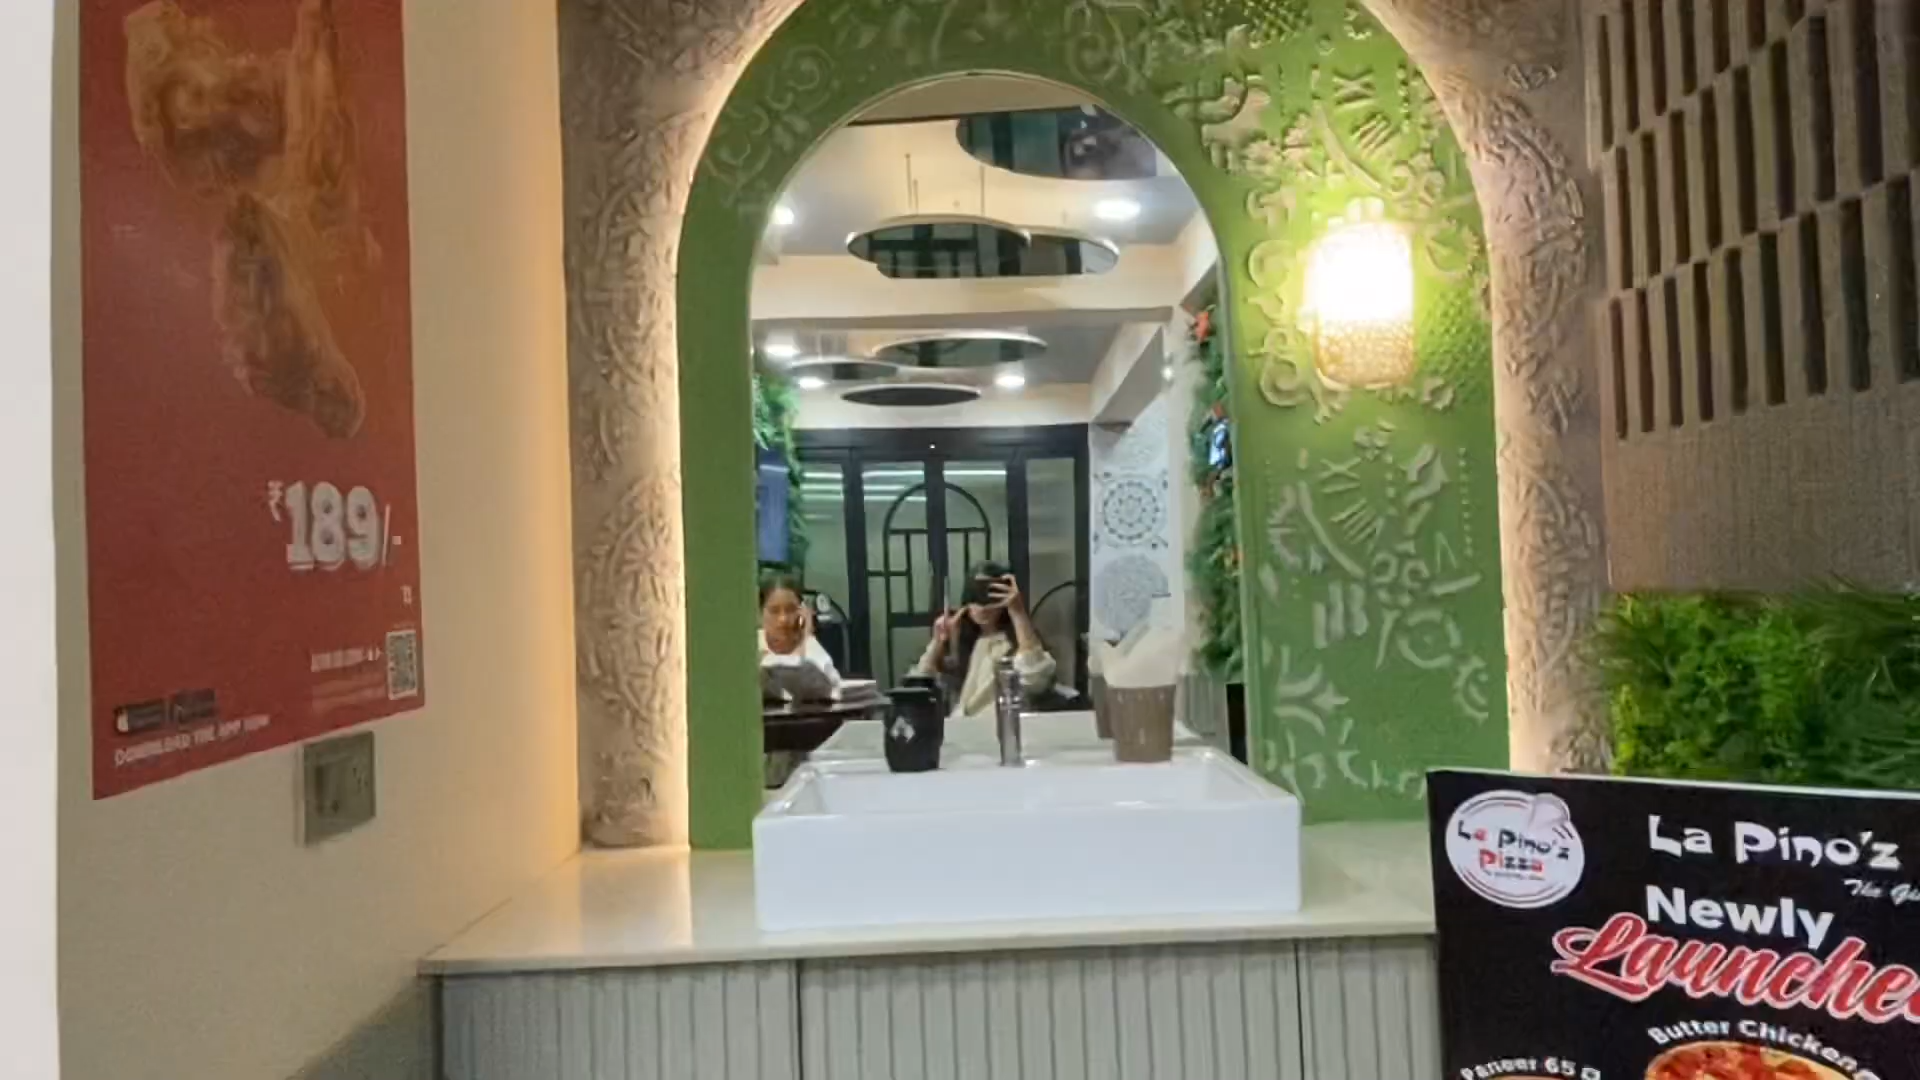 ₹189/-
DOWNLOAD THE APP NOW
La Pino'z
Pizza
La Pino'z
Newly
Launche
Butter Chicken
Paneer 65